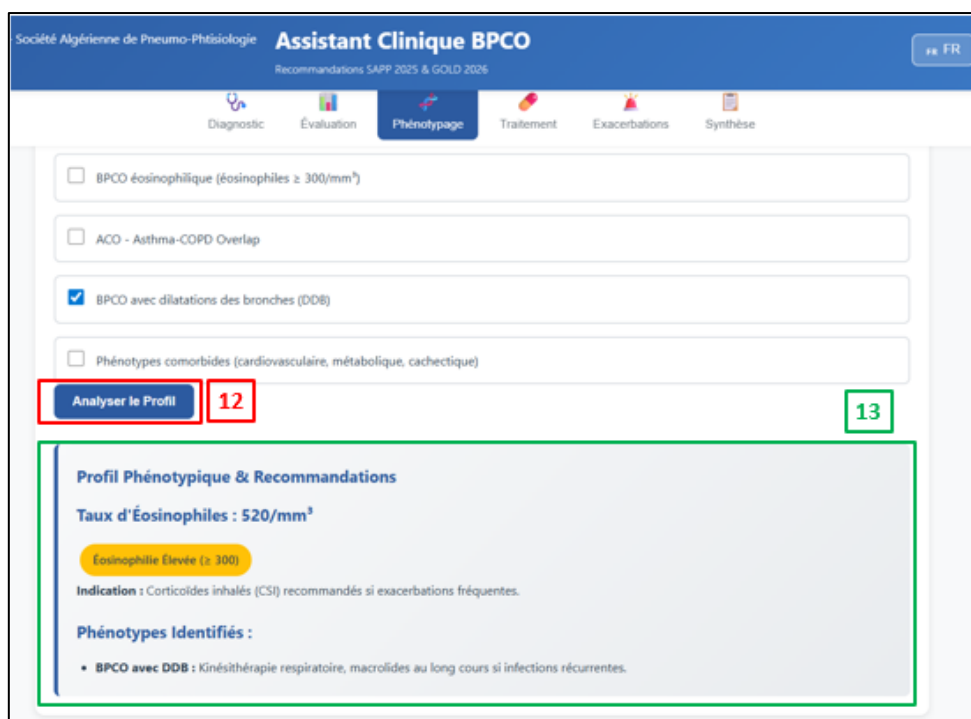 Société Algérienne de Pneumo-Phtisiologie
Assistant Clinique BPCO
Recommandations SAPP 2025 & GOLD 2026
FR FR
Diagnostic
Évaluation
Phénotypage
Traitement
Exacerbations
Synthèse
BPCO éosinophilique (éosinophiles ≥ 300/mm³)
ACO - Asthma-COPD Overlap
BPCO avec dilatations des bronches (DDB)
Phénotypes comorbides (cardiovasculaire, métabolique, cachectique)
Analyser le Profil
12
13
Profil Phénotypique & Recommandations
Taux d'Éosinophiles : 520/mm³
Éosinophilie Élevée (≥ 300)
Indication : Corticoïdes inhalés (CSI) recommandés si exacerbations fréquentes.
Phénotypes Identifiés :
• BPCO avec DDB : Kinésithérapie respiratoire, macrolides au long cours si infections récurrentes.